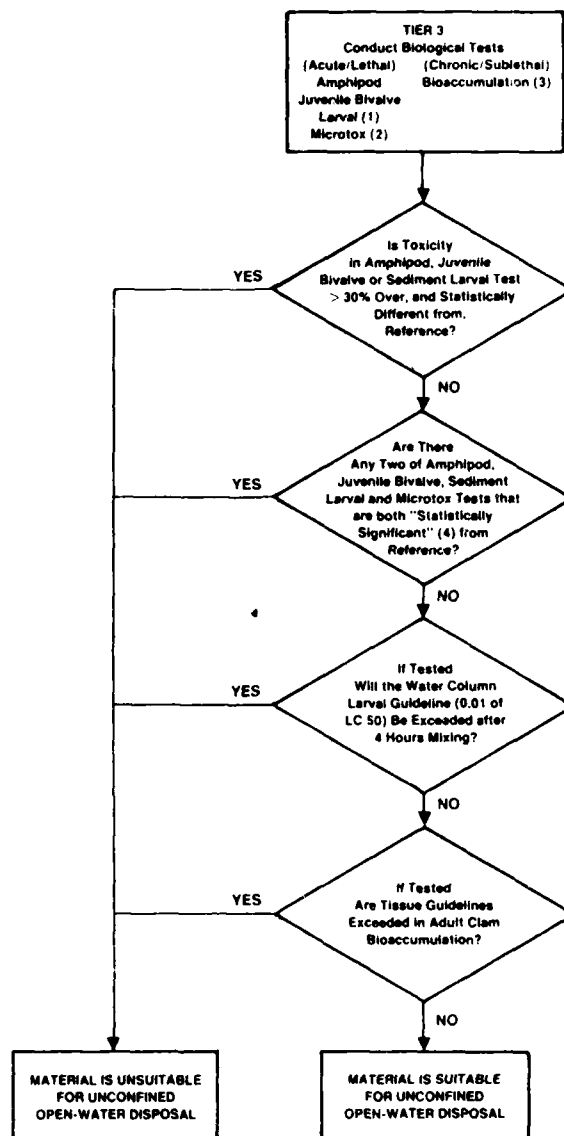 TIER 3
Conduct Biological Tests
(Acute/Lethal) (Chronic/Sublethal)
Amphipod Bioaccumulation (3)
Juvenile Bivalve
Larval (1)
Microtox (2)
Is Toxicity
in Amphipod, Juvenile
Bivalve or Sediment Larval Test
> 30% Over, and Statistically
Different from,
Reference?
YES
NO
Are There
Any Two of Amphipod,
Juvenile Bivalve, Sediment
Larval and Microtox Tests that
are both "Statistically
Significant" (4) from
Reference?
YES
NO
If Tested
Will the Water Column
Larval Guideline (0.01 of
LC 50) Be Exceeded after
4 Hours Mixing?
YES
NO
If Tested
Are Tissue Guidelines
Exceeded in Adult Clam
Bioaccumulation?
YES
NO
MATERIAL IS UNSUITABLE
FOR UNCONFINED
OPEN-WATER DISPOSAL
MATERIAL IS SUITABLE
FOR UNCONFINED
OPEN-WATER DISPOSAL